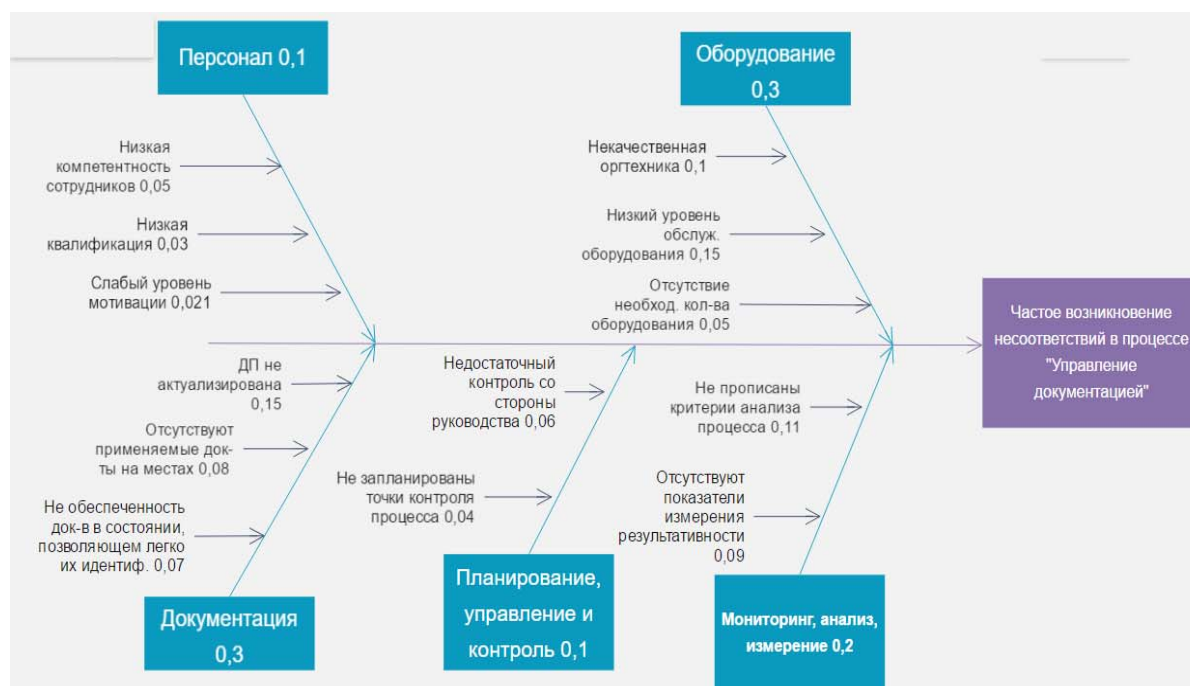 Персонал 0,1
Оборудование
0,3
Низкая
компетентность
сотрудников 0,05
Низкая
квалификация 0,03
Слабый уровень
мотивации 0,021
Некачественная
оргтехника 0,1
Низкий уровень
обслуж.
оборудования 0,15
Отсутствие
необход. кол-ва
оборудования 0,05
Частое возникновение
несоответствий в процессе
"Управление
документацией"
ДП не
актуализирована
0,15
Отсутствуют
применяемые док-
ты на местах 0,08
Не обеспеченность
док-в в состоянии,
позволяющем легко
их идентиф. 0,07
Недостаточный
контроль со
стороны
руководства 0,06
Не запланированы
точки контроля
процесса 0,04
Не прописаны
критерии анализа
процесса 0,11
Отсутствуют
показатели
измерения
результативности
0,09
Документация
0,3
Планирование,
управление и
контроль 0,1
Мониторинг, анализ,
измерение 0,2